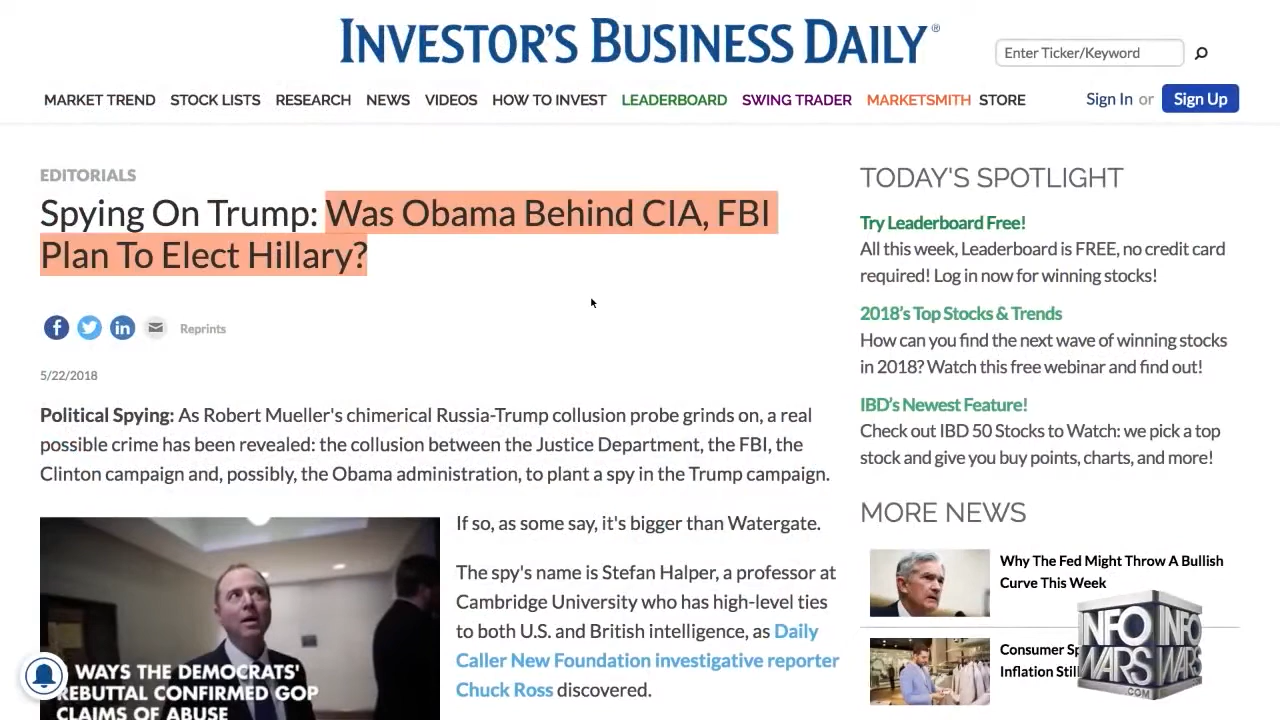 INVESTOR'S BUSINESS DAILY®
Enter Ticker/Keyword
MARKET TREND STOCK LISTS RESEARCH NEWS VIDEOS HOW TO INVEST LEADERBOARD SWING TRADER MARKETSMITH STORE
Sign In or Sign Up
EDITORIALS
Spying On Trump: Was Obama Behind CIA, FBI
Plan To Elect Hillary?
Reprints
5/22/2018
Political Spying: As Robert Mueller's chimerical Russia-Trump collusion probe grinds on, a real
possible crime has been revealed: the collusion between the Justice Department, the FBI, the
Clinton campaign and, possibly, the Obama administration, to plant a spy in the Trump campaign.
WAYS THE DEMOCRATS'
REBUTTAL CONFIRMED GOP
CLAIMS OF ABUSE
If so, as some say, it's bigger than Watergate.
The spy's name is Stefan Halper, a professor at
Cambridge University who has high-level ties
to both U.S. and British intelligence, as Daily
Caller New Foundation investigative reporter
Chuck Ross discovered.
TODAY'S SPOTLIGHT
Try Leaderboard Free!
All this week, Leaderboard is FREE, no credit card
required! Log in now for winning stocks!
2018's Top Stocks & Trends
How can you find the next wave of winning stocks
in 2018? Watch this free webinar and find out!
IBD's Newest Feature!
Check out IBD 50 Stocks to Watch: we pick a top
stock and give you buy points, charts, and more!
MORE NEWS
Why The Fed Might Throw A Bullish
Curve This Week
Consumer
Inflation
INFO
WARS
.COM
INFO
WARS